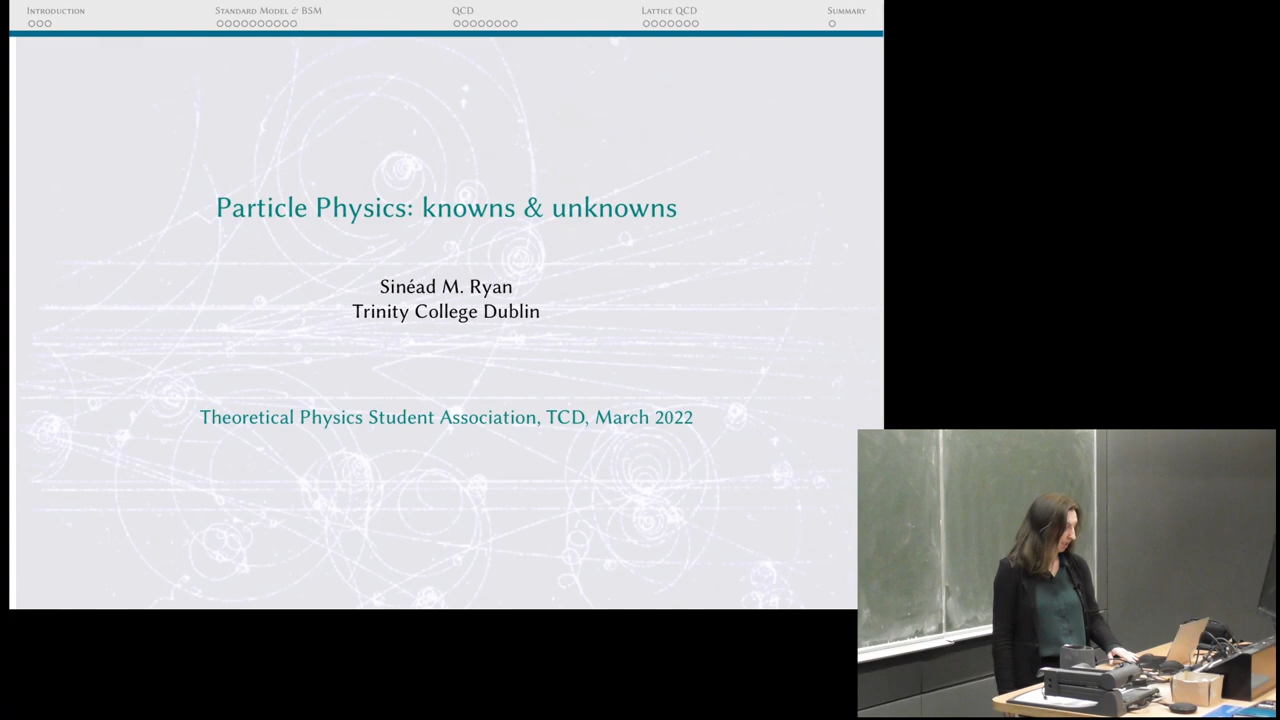 Introduction
Standard Model & BSM
QCD
Lattice QCD
Summary
Particle Physics: knowns & unknowns
Sinéad M. Ryan
Trinity College Dublin
Theoretical Physics Student Association, TCD, March 2022